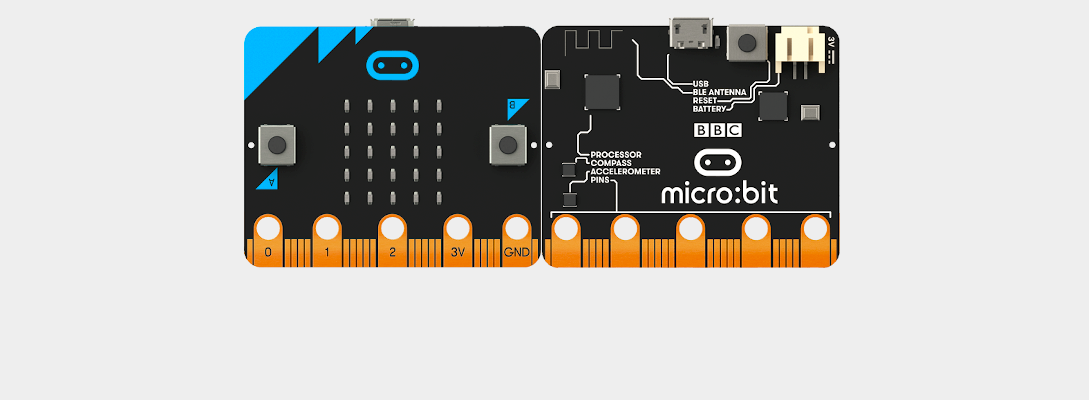 B
A
0 1 2 3V GND
3V
USB
BLE ANTENNA
RESET
BATTERY
BBC
PROCESSOR
COMPASS
ACCELEROMETER
PINS
micro:bit